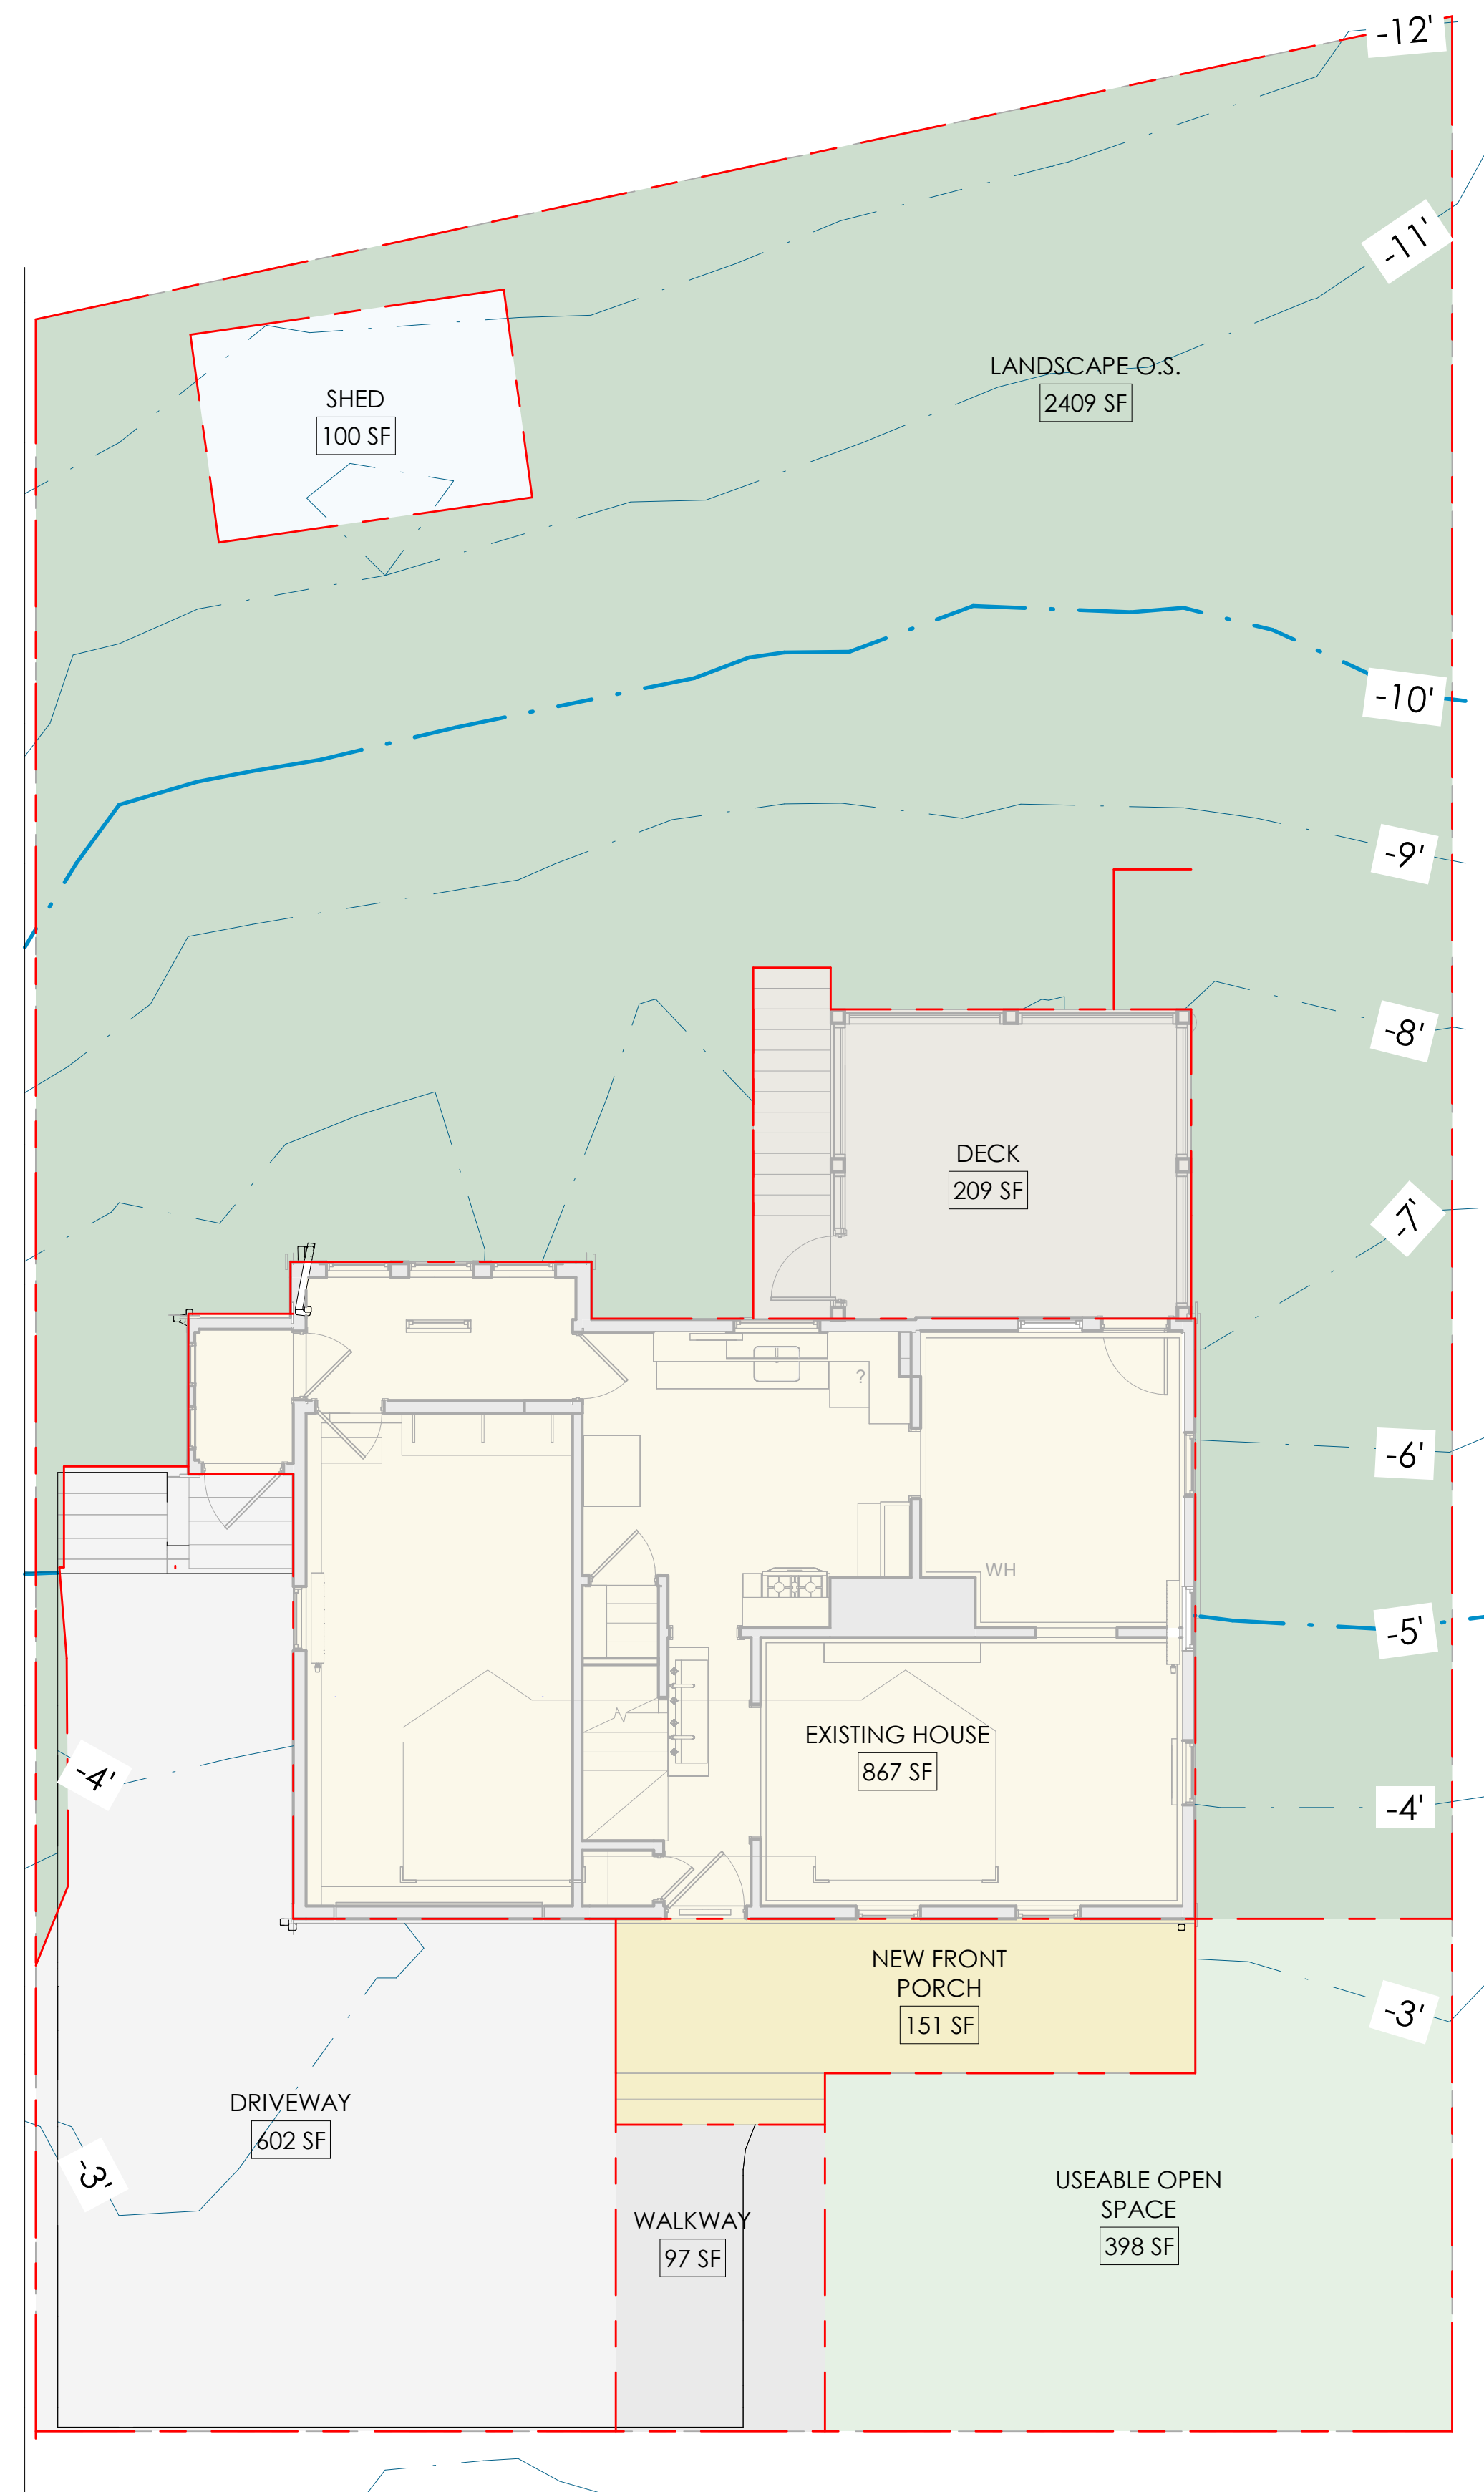 -12'
-11'
LANDSCAPE O.S.
2409 SF
SHED
100 SF
-10'
-9'
-8'
DECK
209 SF
-7'
?
-6'
WH
-5'
EXISTING HOUSE
867 SF
-4'
-4'
NEW FRONT
PORCH
151 SF
-3'
DRIVEWAY
602 SF
-3'
USEABLE OPEN
SPACE
398 SF
WALKWAY
97 SF